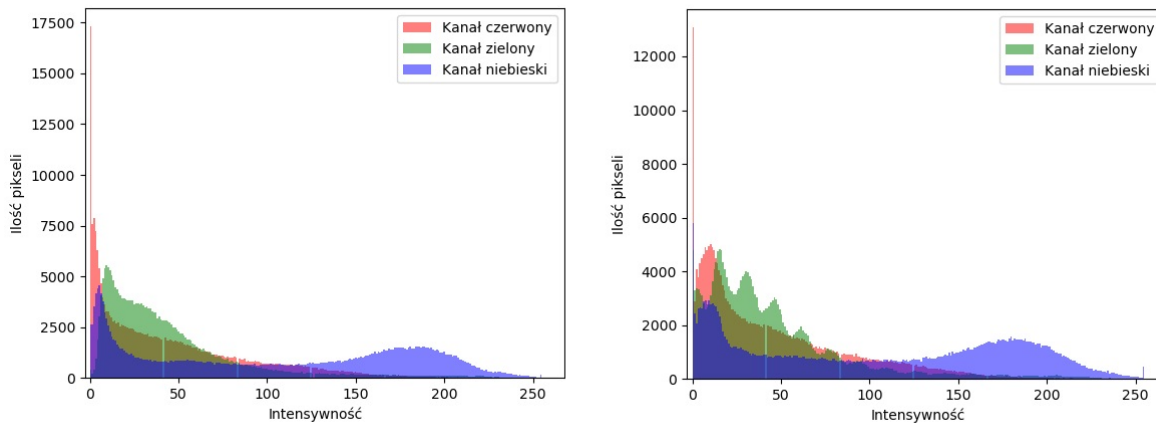 17500
15000
12500
10000
7500
5000
2500
0
Ilość pikseli
0 50 100 150 200 250
Intensywność
Kanał czerwony
Kanał zielony
Kanał niebieski
12000
10000
8000
6000
4000
2000
0
Ilość pikseli
0 50 100 150 200 250
Intensywność
Kanał czerwony
Kanał zielony
Kanał niebieski